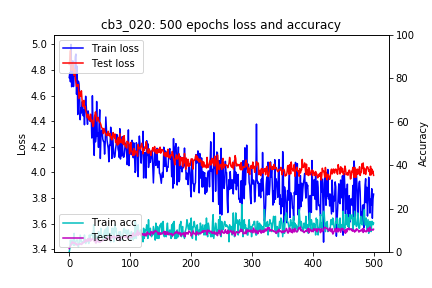 cb3_020: 500 epochs loss and accuracy
Train loss
Test loss
Train acc
Test acc
Loss
5.0
4.8
4.6
4.4
4.2
4.0
3.8
3.6
3.4
Accuracy
100
80
60
40
20
0
0 100 200 300 400 500